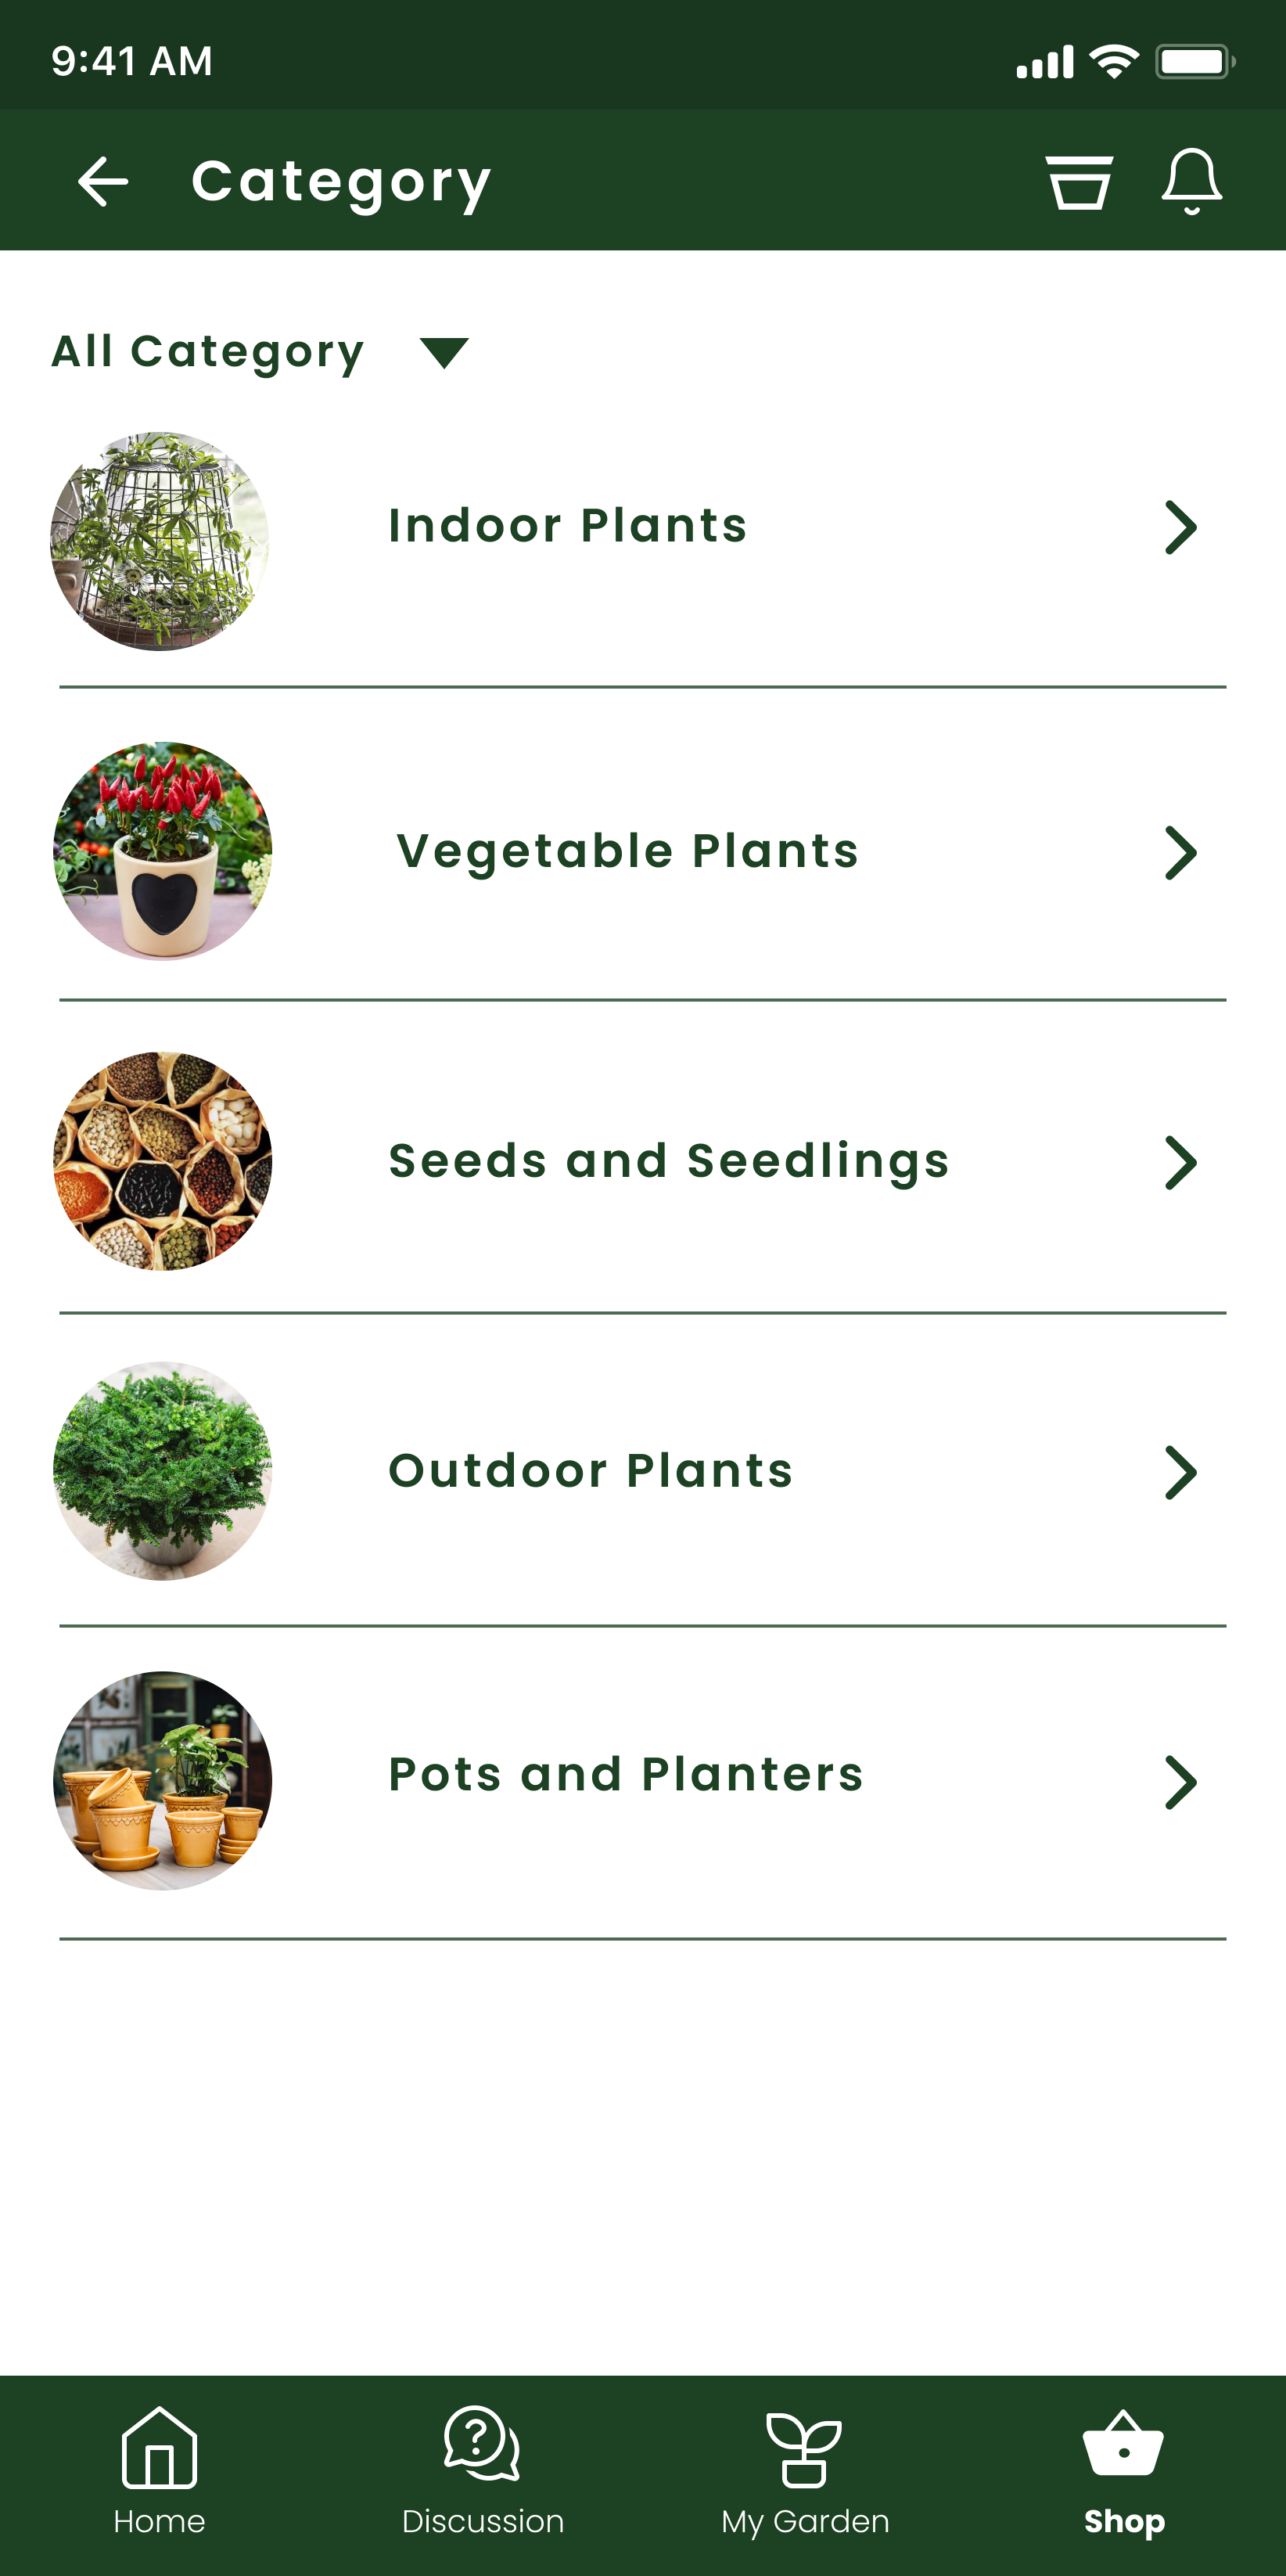 9:41 AM
Category
All Category
Indoor Plants
Vegetable Plants
Seeds and Seedlings
Outdoor Plants
Pots and Planters
Home
Discussion
My Garden
Shop